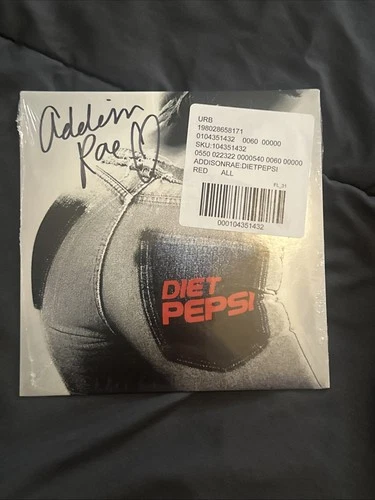 Addison
Rae
URB
198028658171
0104351432 0060 00000
SKU:104351432
0550 022322 0000540 0060 00000
ADDISONRAE:DIETPEPSI
RED ALL
FL_31
000104351432
DIET
PEPSI